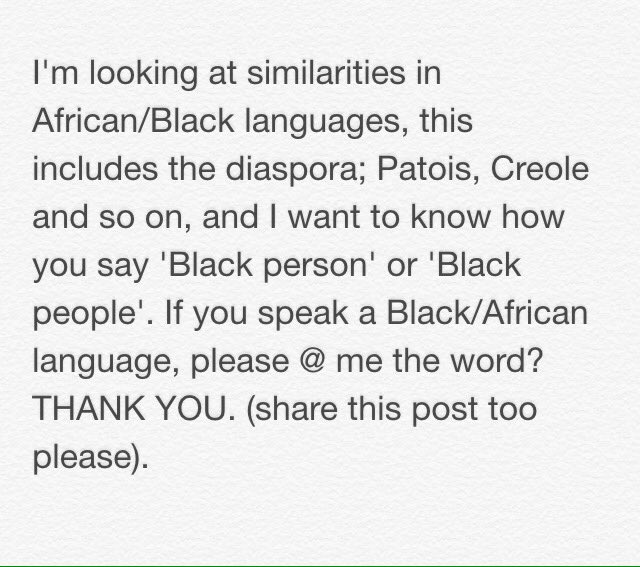 I'm looking at similarities in
African/Black languages, this
includes the diaspora; Patois, Creole
and so on, and I want to know how
you say 'Black person' or 'Black
people'. If you speak a Black/African
language, please @ me the word?
THANK YOU. (share this post too
please).